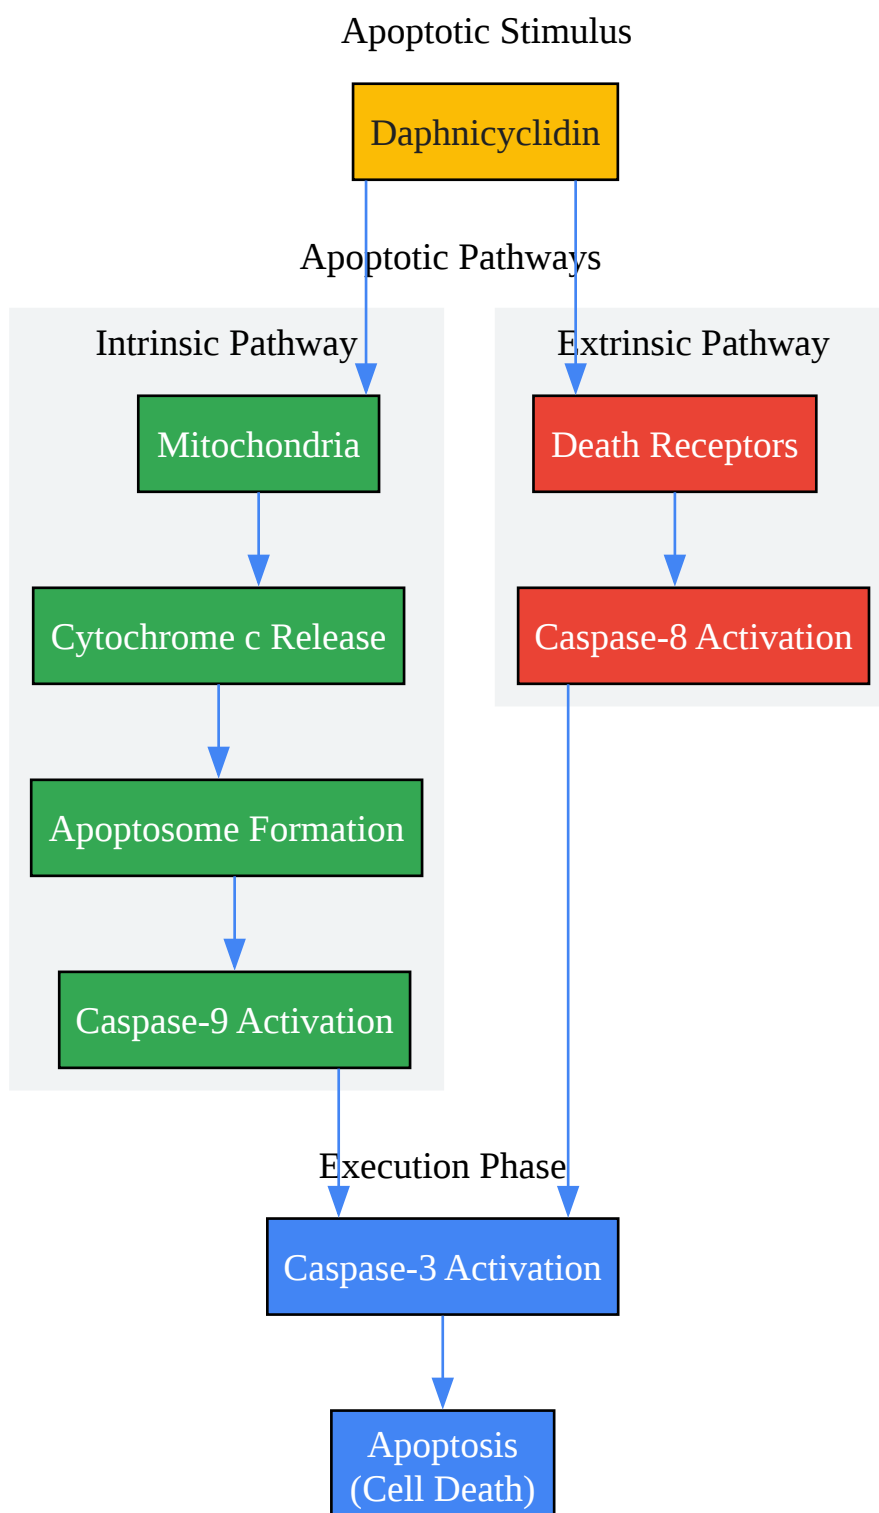 Apoptotic Stimulus
Daphnicyclidin
Apoptotic Pathways
Intrinsic Pathway
Extrinsic Pathway
Mitochondria
Death Receptors
Cytochrome c Release
Caspase-8 Activation
Apoptosome Formation
Caspase-9 Activation
Execution Phase
Caspase-3 Activation
Apoptosis
(Cell Death)